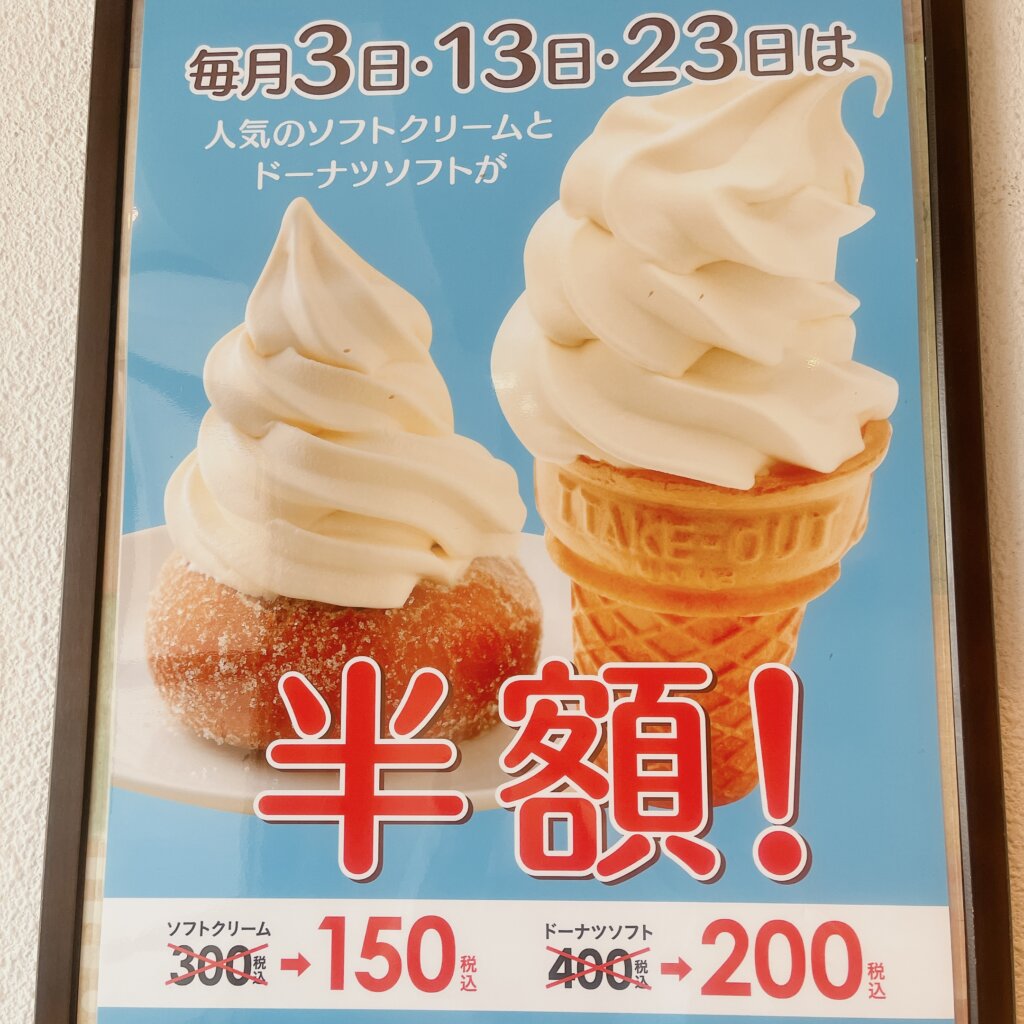 毎月3日・13日・23日は
人気のソフトクリームと
ドーナツソフトが
TAKE-OUT
半額!
ソフトクリーム
300税込→150税込
ドーナツソフト
400税込→200税込